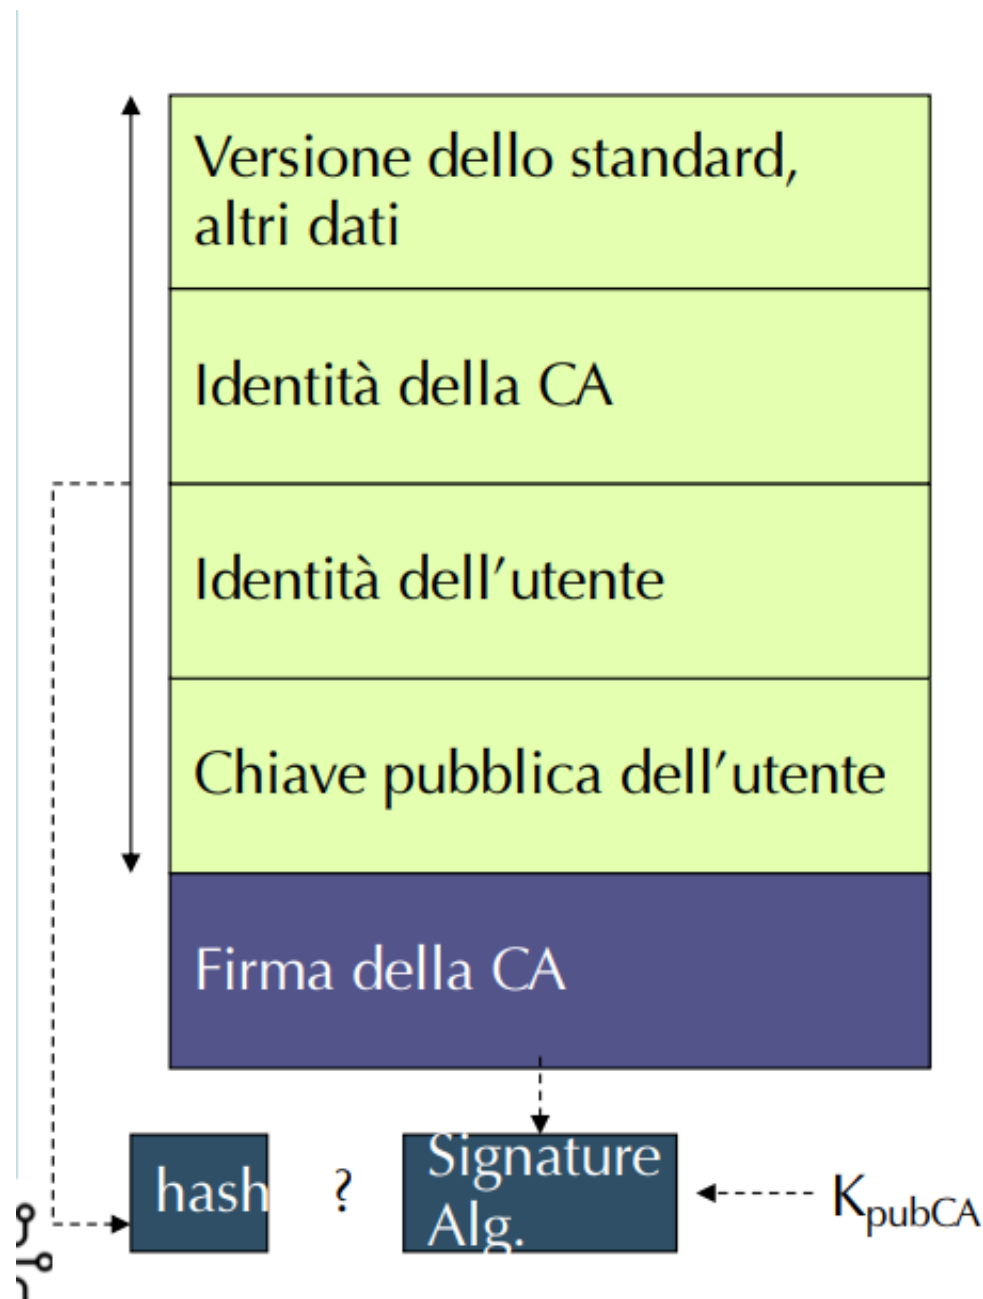 Versione dello standard,
altri dati
Identità della CA
Identità dell'utente
Chiave pubblica dell'utente
Firma della CA
hash
?
Signature
Alg.
KpubCA